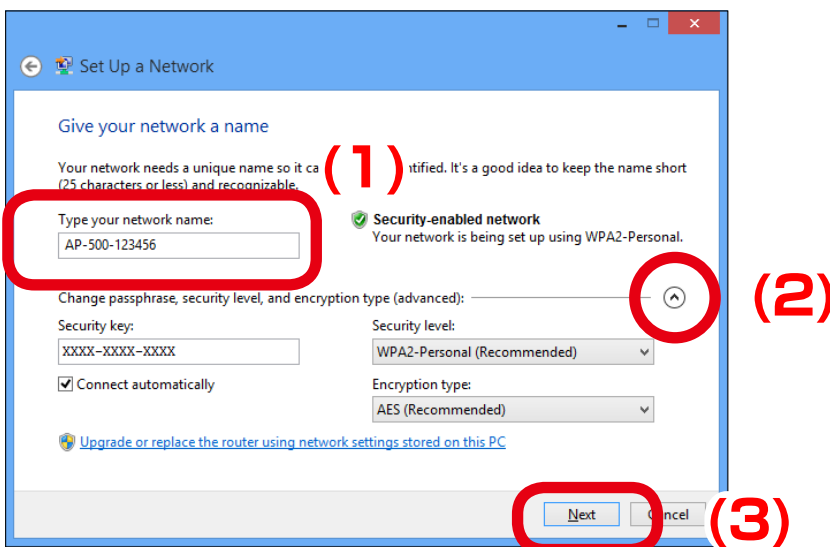 Set Up a Network
Give your network a name
(1)
Your network needs a unique name so it ca ntified. It's a good idea to keep the name short
(25 characters or less) and recognizable.
Type your network name:
AP-500-123456
Security-enabled network
Your network is being set up using WPA2-Personal.
(2)
Change passphrase, security level, and encryption type (advanced):
Security key:
Security level:
XXXX-XXXX-XXXX
WPA2-Personal (Recommended)
Connect automatically
Encryption type:
AES (Recommended)
Upgrade or replace the router using network settings stored on this PC
Next
Cancel
(3)